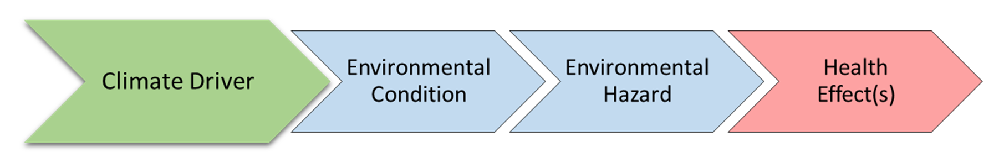 Climate Driver
Environmental
Condition
Environmental
Hazard
Health
Effect(s)